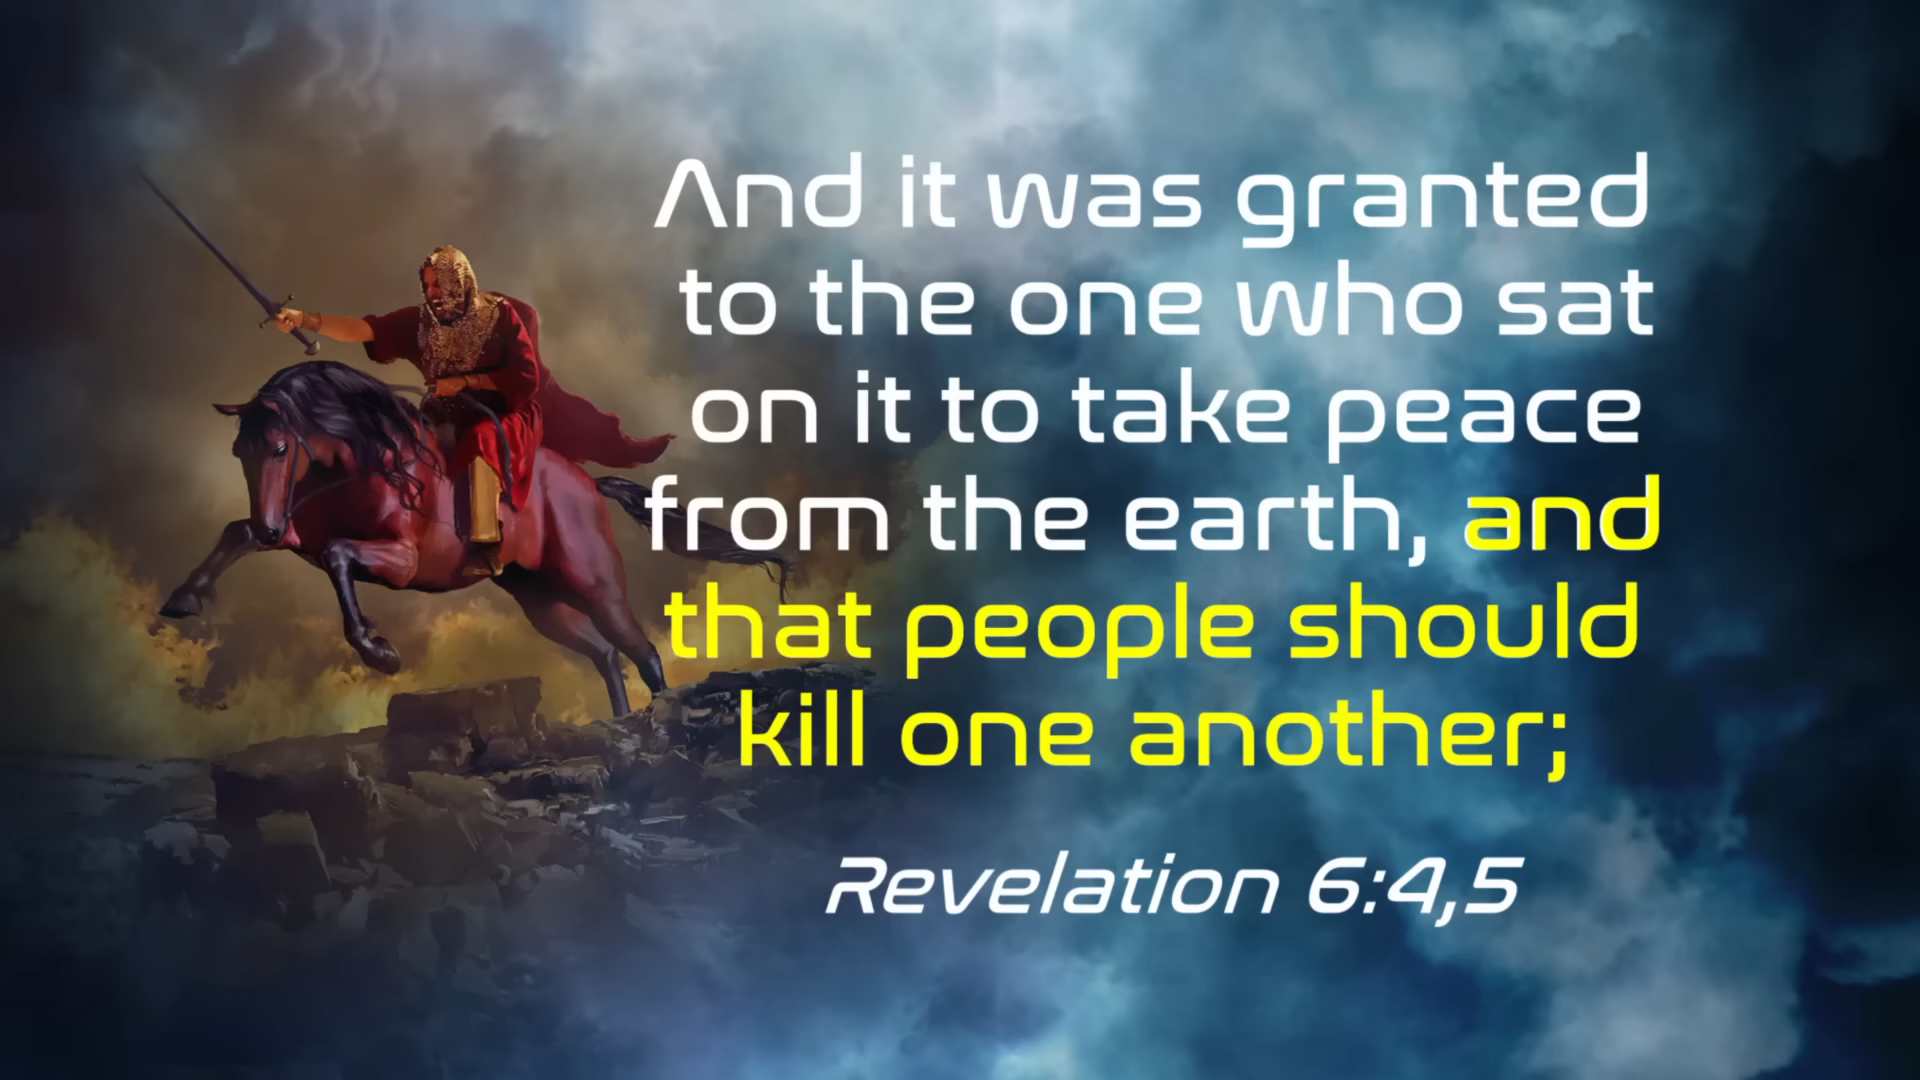 And it was granted
to the one who sat
on it to take peace
from the earth, and
that people should
kill one another;
Revelation 6:4,5